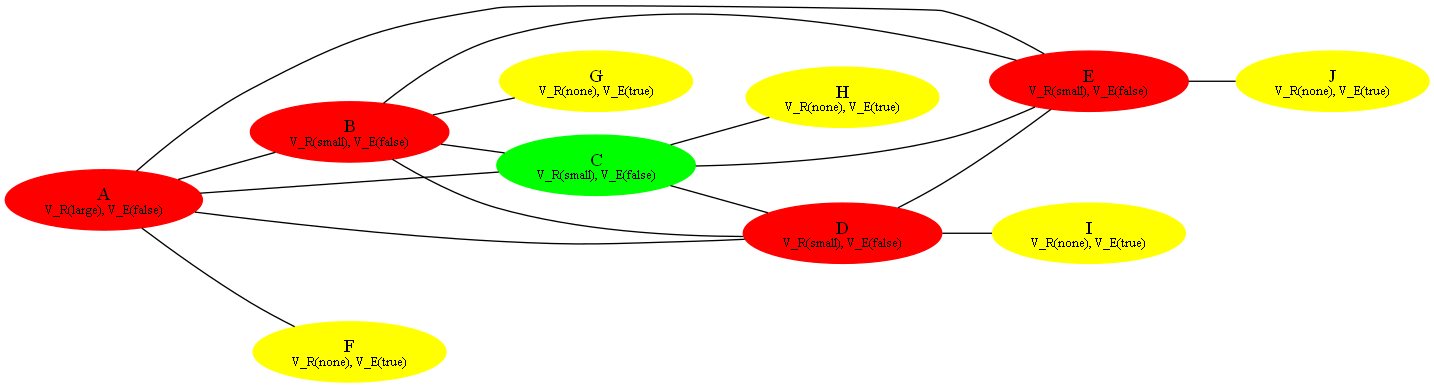 A
V_R(large), V_E(false)
B
V_R(small), V_E(false)
F
V_R(none), V_E(true)
G
V_R(none), V_E(true)
C
V_R(small), V_E(false)
H
V_R(none), V_E(true)
D
V_R(small), V_E(false)
E
V_R(small), V_E(false)
I
V_R(none), V_E(true)
J
V_R(none), V_E(true)